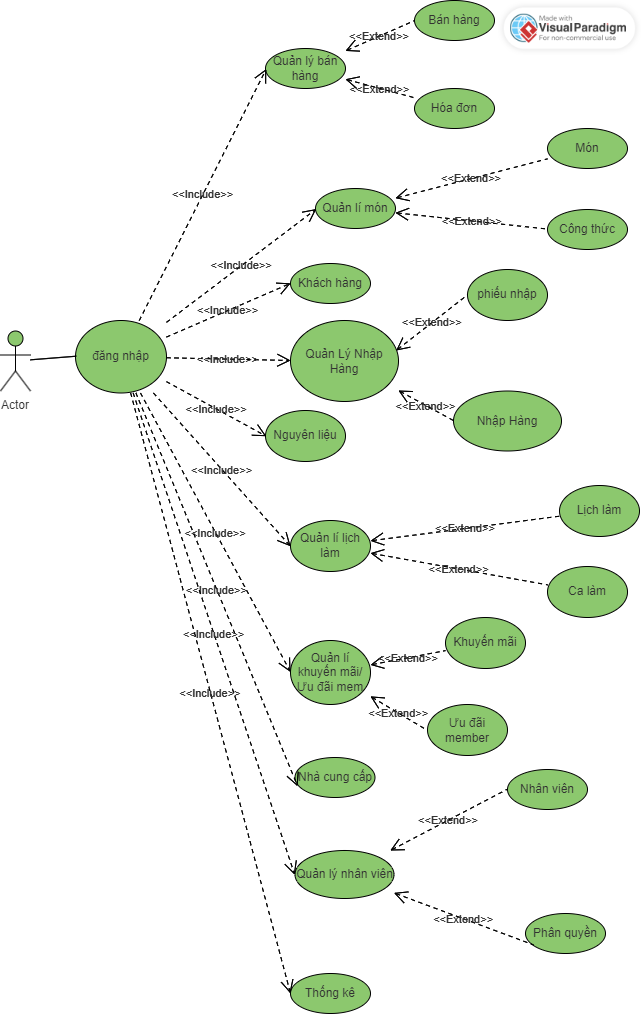 Bán hàng
Made with
VisualParadigm
For non-commercial use
<<Extend>>
Quản lý bán
hàng
<<Extend>>
Hóa đơn
Món
<<Extend>>
<<Include>>
Quản lí món
<<Extend>>
Công thức
<<Include>>
Khách hàng
phiếu nhập
<<Include>>
<<Extend>>
đăng nhập
<<Include>>
Quản Lý Nhập
Hàng
Actor
<<Include>>
<<Extend>>
Nhập Hàng
Nguyên liệu
<<Include>>
Lịch làm
<<Extend>>
<<Include>>
Quản lí lịch
làm
<<Extend>>
<<Include>>
Ca làm
<<Include>>
Khuyến mãi
Quản lí
khuyến mãi/
Ưu đãi mem
<<Extend>>
<<Include>>
<<Extend>>
Ưu đãi
member
Nhà cung cấp
Nhân viên
<<Extend>>
Quản lý nhân viên
<<Extend>>
Phân quyền
Thống kê